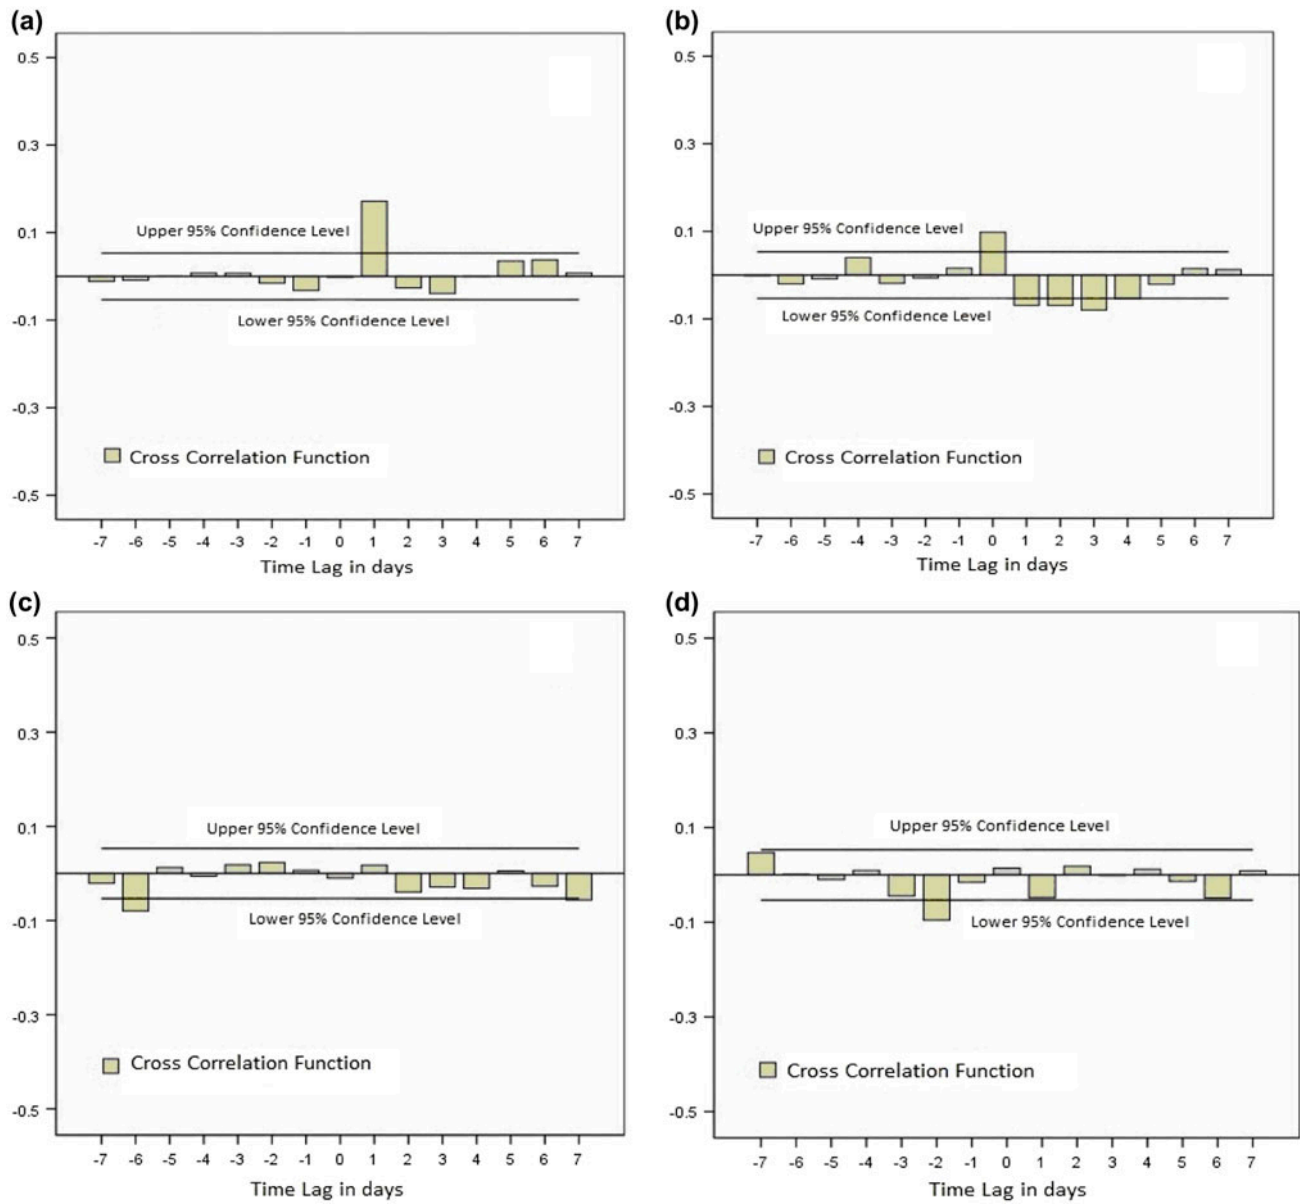 (a)
0.5
0.3
0.1
-0.1
-0.3
-0.5
Upper 95% Confidence Level
Lower 95% Confidence Level
Cross Correlation Function
-7 -6 -5 -4 -3 -2 -1 0 1 2 3 4 5 6 7
Time Lag in days
(b)
0.5
0.3
0.1
-0.1
-0.3
-0.5
Upper 95% Confidence Level
Lower 95% Confidence Level
Cross Correlation Function
-7 -6 -5 -4 -3 -2 -1 0 1 2 3 4 5 6 7
Time Lag in days
(c)
0.5
0.3
0.1
-0.1
-0.3
-0.5
Upper 95% Confidence Level
Lower 95% Confidence Level
Cross Correlation Function
-7 -6 -5 -4 -3 -2 -1 0 1 2 3 4 5 6 7
Time Lag in days
(d)
0.5
0.3
0.1
-0.1
-0.3
-0.5
Upper 95% Confidence Level
Lower 95% Confidence Level
Cross Correlation Function
-7 -6 -5 -4 -3 -2 -1 0 1 2 3 4 5 6 7
Time Lag in days